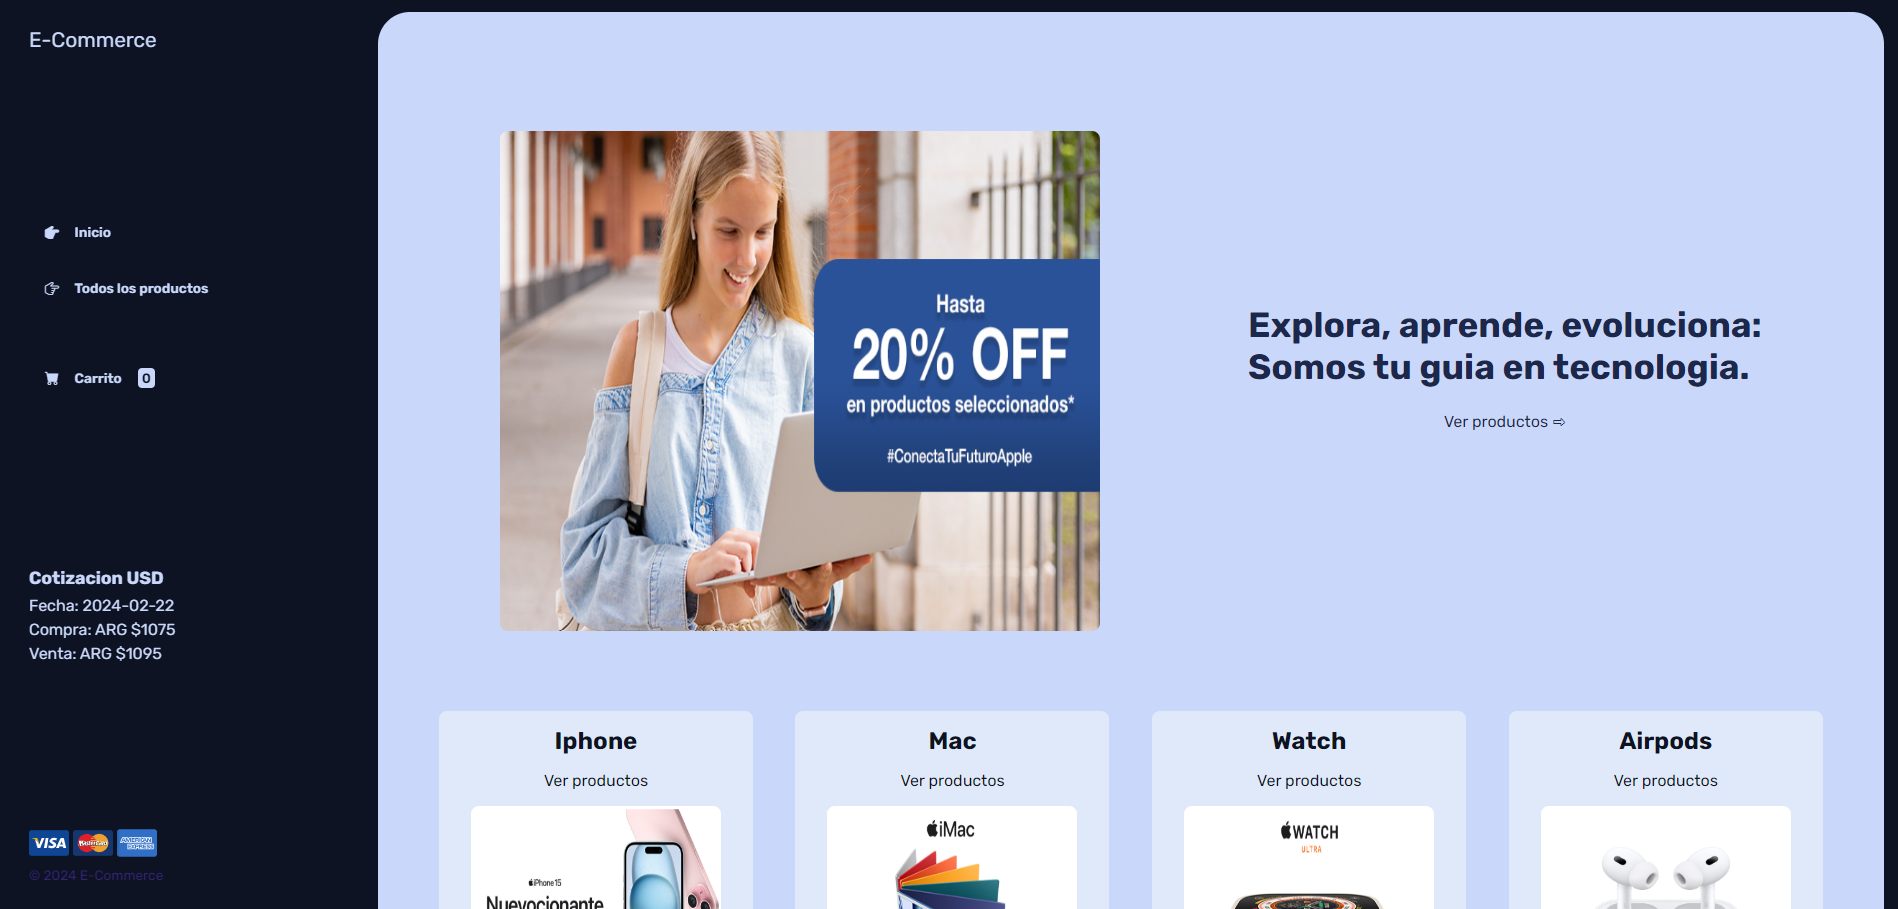 E-Commerce
Inicio
Todos los productos
Carrito 0
Cotizacion USD
Fecha: 2024-02-22
Compra: ARG $1075
Venta: ARG $1095
VISA MasterCard AMERICAN EXPRESS
© 2024 E-Commerce
Hasta
20% OFF
en productos seleccionados*
#ConectaTuFuturoApple
Explora, aprende, evoluciona:
Somos tu guia en tecnologia.
Ver productos ⇨
Iphone
Ver productos
iPhone 15
Nuevocionante
Mac
Ver productos
iMac
Watch
Ver productos
WATCH
ULTRA
Airpods
Ver productos